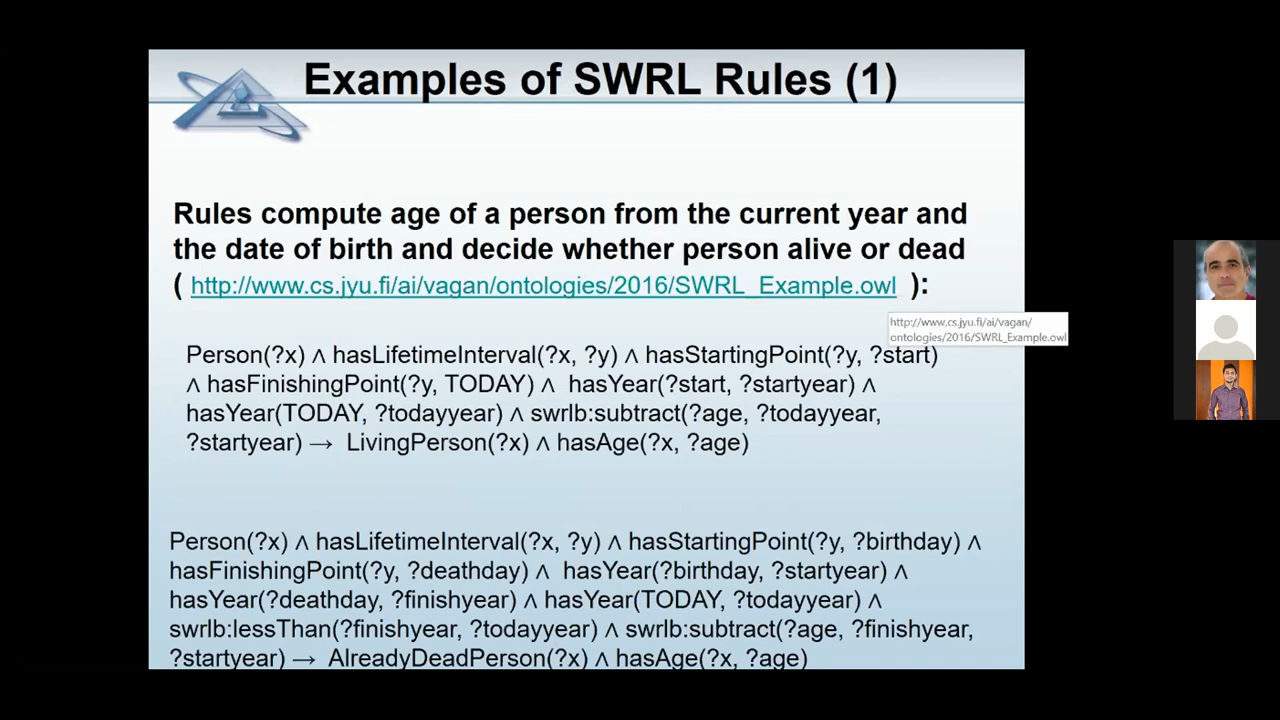 Examples of SWRL Rules (1)
Rules compute age of a person from the current year and
the date of birth and decide whether person alive or dead
( http://www.cs.jyu.fi/ai/vagan/ontologies/2016/SWRL_Example.owl ):
http://www.cs.jyu.fi/ai/vagan/
ontologies/2016/SWRL_Example.owl
Person(?x) ∧ hasLifetimeInterval(?x, ?y) ∧ hasStartingPoint(?y, ?start)
∧ hasFinishingPoint(?y, TODAY) ∧ hasYear(?start, ?startyear) ∧
hasYear(TODAY, ?todayyear) ∧ swrlb:subtract(?age, ?todayyear,
?startyear) → LivingPerson(?x) ∧ hasAge(?x, ?age)
Person(?x) ∧ hasLifetimeInterval(?x, ?y) ∧ hasStartingPoint(?y, ?birthday) ∧
hasFinishingPoint(?y, ?deathday) ∧ hasYear(?birthday, ?startyear) ∧
hasYear(?deathday, ?finishyear) ∧ hasYear(TODAY, ?todayyear) ∧
swrlb:lessThan(?finishyear, ?todayyear) ∧ swrlb:subtract(?age, ?finishyear,
?startyear) → AlreadyDeadPerson(?x) ∧ hasAge(?x, ?age)